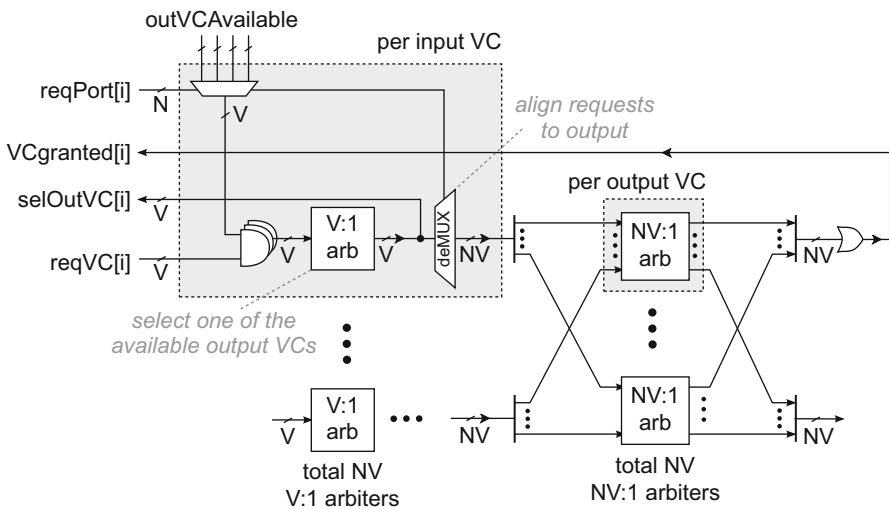 outVCAvailable
per input VC
reqPort[i]
N
V
align requests
to output
VCgranted[i]
per output VC
selOutVC[i]
V
V:1
arb
V
V
deMUX
NV
NV:1
arb
NV
reqVC[i]
V
select one of the
available output VCs
V:1
arb
V
NV
NV:1
arb
NV
total NV
V:1 arbiters
total NV
NV:1 arbiters